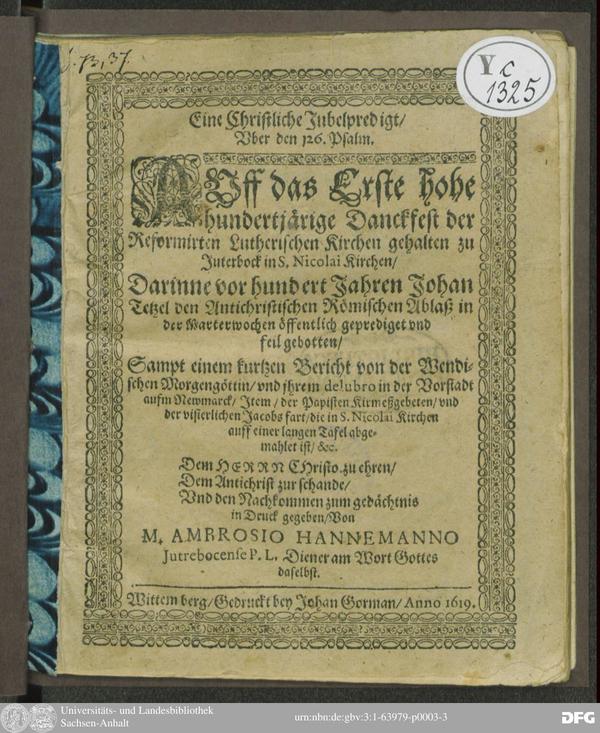 J. 13, 37.
Y c
1325
Eine Christliche Jubelpredigt/
Vber den 126. Psalm.
AUff das Erste hohe
hundertjärige Danckfest der
Reformirten Lutherischen Kirchen gehalten zu
Juterbock in S. Nicolai Kirchen/
Darinne vor hundert Jahren Johan
Tetzel den Antichristischen Römischen Ablaß in
der Marterwochen öffentlich geprediget vnd
feil gebotten/
Sampt einem kurtzen Bericht von der Wendi-
schen Morgengöttin/ vnd ihrem delubro in der Vorstadt
aufm Newmarck/ Item/ der Papisten Kirmeßgebeten/ vnd
der visierlichen Jacobs fart/ die in S. Nicolai Kirchen
auff einer langen Tafel abge-
mahlet ist/ &c.
Dem HERRN CHristo zu ehren/
Dem Antichrist zur schande/
Vnd den Nachkommen zum gedächtnis
in Druck gegeben/ Von
M. AMBROSIO HANNEMANNO
Jutrebocense P. L. Diener am Wort Gottes
daselbst.
Wittemberg/ Gedruckt bey Johan Gorman/ Anno 1619.
Universitäts- und Landesbibliothek
Sachsen-Anhalt
urn:nbn:de:gbv:3:1-63979-p0003-3
DFG